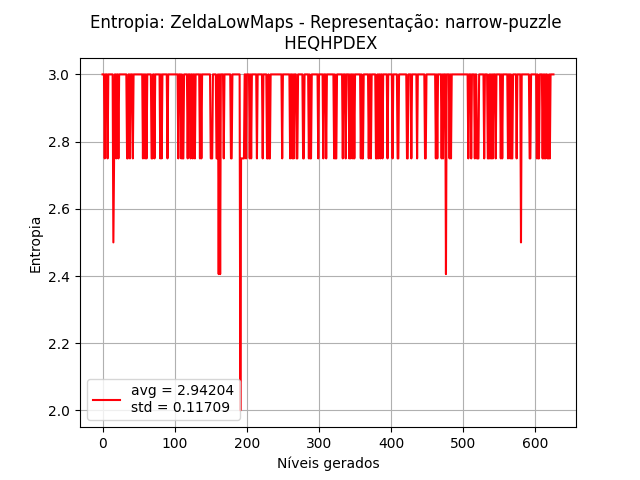 Entropia: ZeldaLowMaps - Representação: narrow-puzzle
HEQHPDEX
Entropia
3.0
2.8
2.6
2.4
2.2
2.0
avg = 2.94204
std = 0.11709
0 100 200 300 400 500 600
Níveis gerados